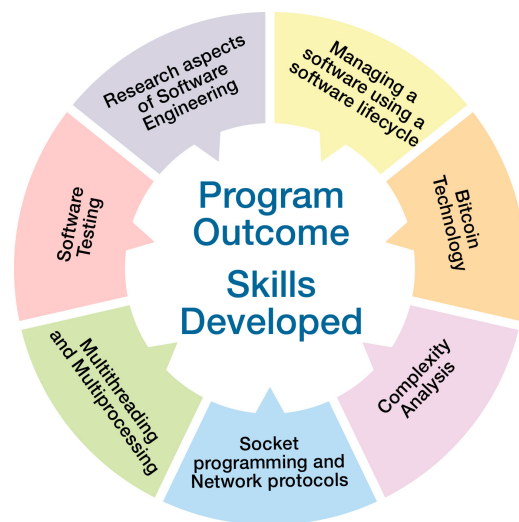 Program
Outcome
Skills
Developed
Managing a
software using a
software lifecycle
Bitcoin
Technology
Complexity
Analysis
Socket
programming and
Network protocols
Multithreading
and Multiprocessing
Software
Testing
Research aspects
of Software
Engineering